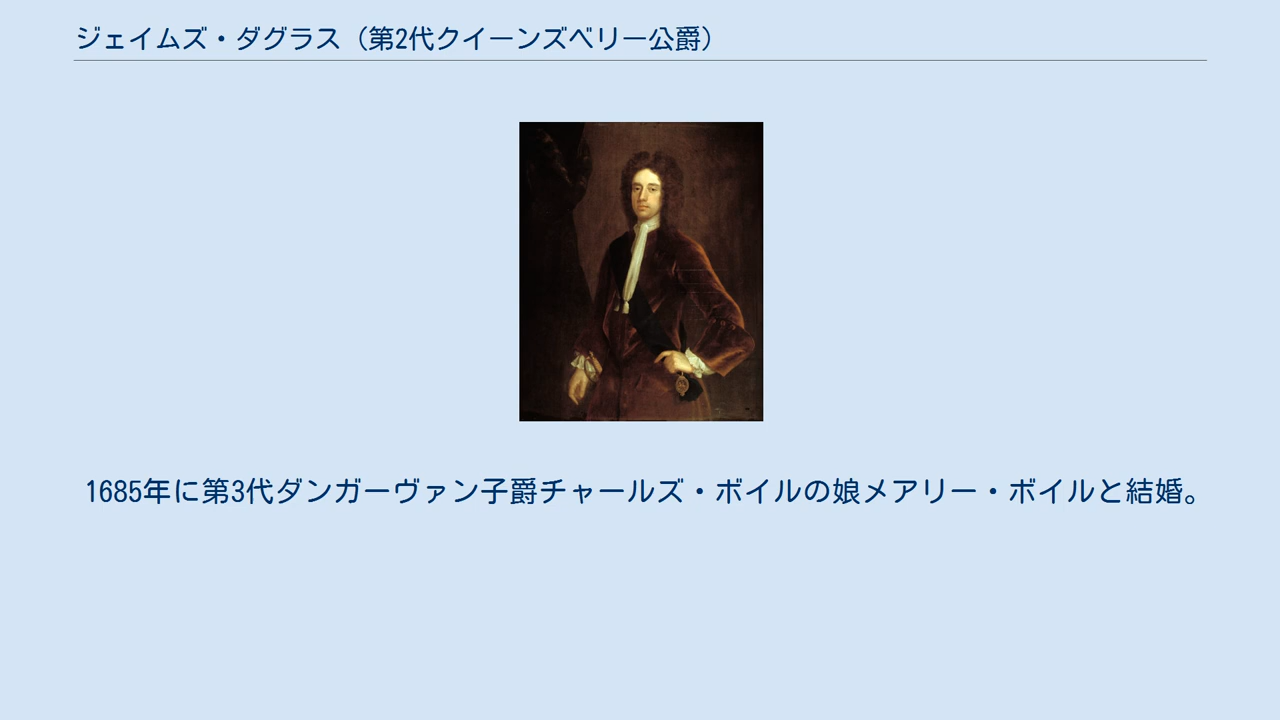 ジェイムズ・ダグラス（第2代クイーンズベリー公爵）
1685年に第3代ダンガーヴァン子爵チャールズ・ボイルの娘メアリー・ボイルと結婚。